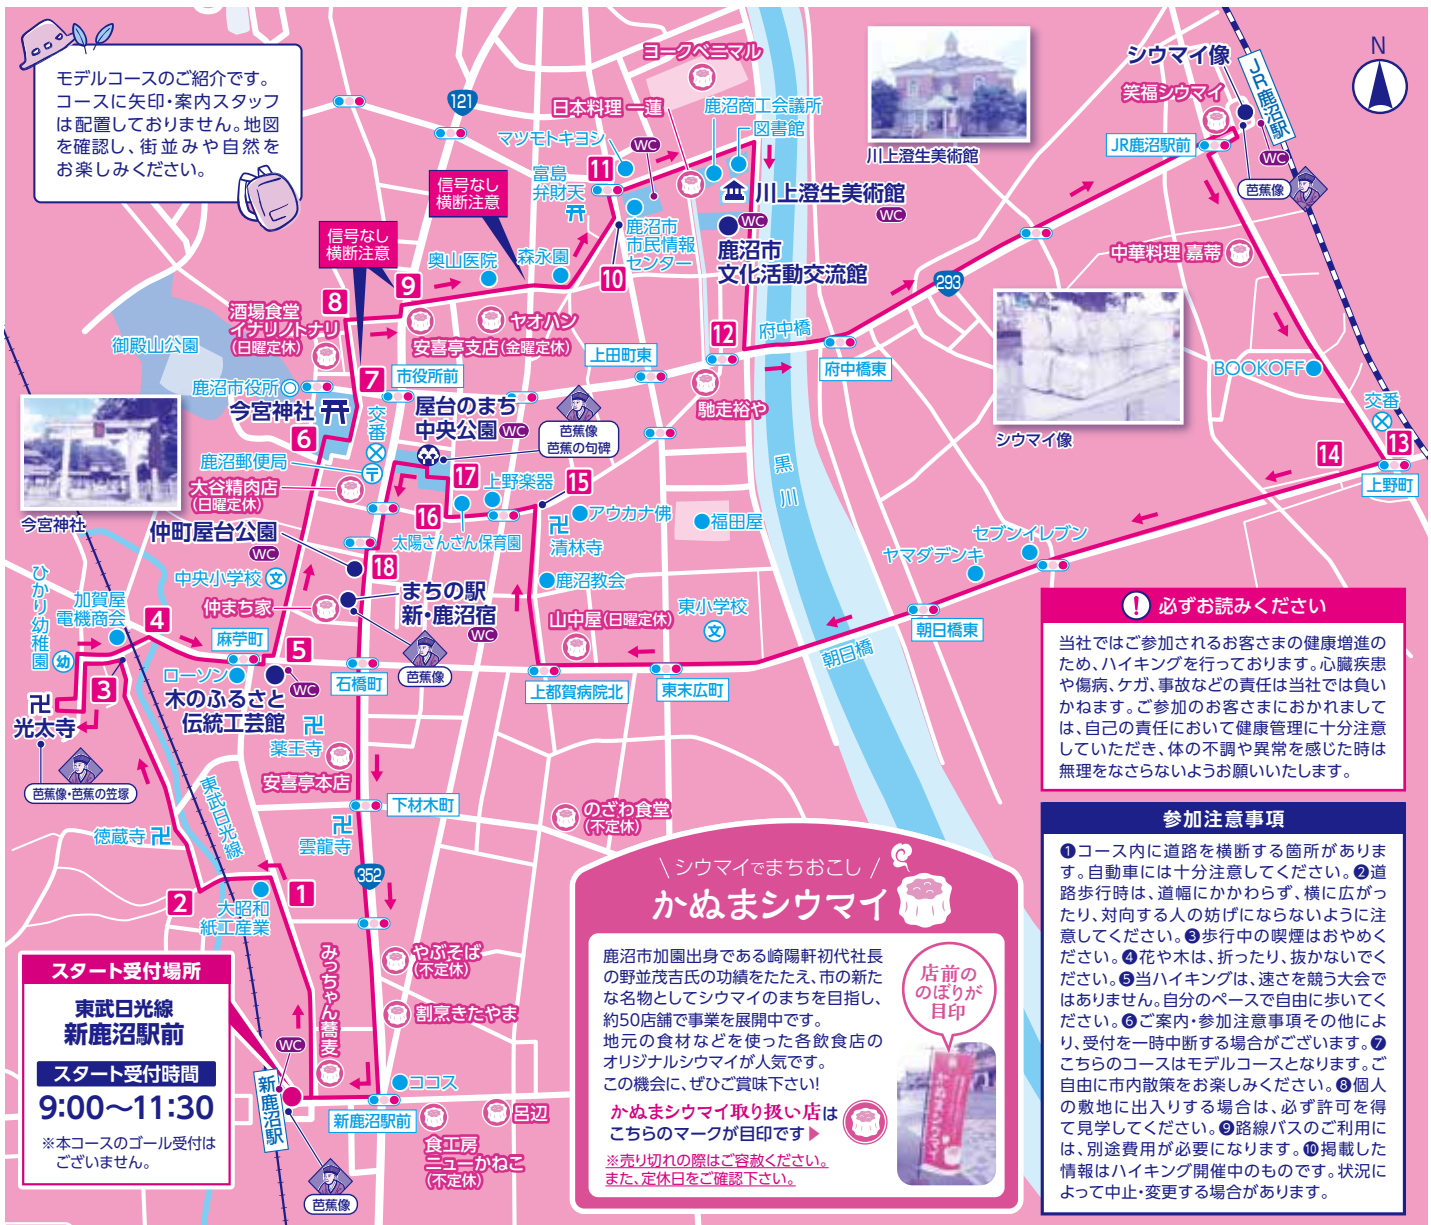 モデルコースのご紹介です。
コースに矢印・案内スタッフ
は配置しておりません。地図
を確認し、街並みや自然を
お楽しみください。
121
ヨークベニマル
日本料理 一蓮
鹿沼商工会議所
図書館
マツモトキヨシ
WC
川上澄生美術館
シウマイ像
笑福シウマイ
JR・鹿沼駅
JR鹿沼駅前
WC
芭蕉像
N
信号なし
横断注意
信号なし
横断注意
富島
弁財天
11
川上澄生美術館
WC
WC
鹿沼市
文化活動交流館
鹿沼市
市民情報
センター
10
奥山医院
森永園
9
8
酒場食堂
イナリノトナリ
(日曜定休)
ヤオハン
安喜亭支店(金曜定休)
御殿山公園
鹿沼市役所
今宮神社
7
市役所前
上田町東
12
府中橋
府中橋東
293
中華料理 嘉蒂
シウマイ像
BOOKOFF
交番
13
上野町
14
馳走裕や
屋台のまち
中央公園
WC
芭蕉像
芭蕉の句碑
交番
6
鹿沼郵便局
大谷精肉店
(日曜定休)
今宮神社
仲町屋台公園
WC
17
上野楽器
16
太陽さんさん保育園
15
アウカナ佛
清林寺
福田屋
黒川
セブンイレブン
ヤマダデンキ
18
まちの駅
新・鹿沼宿
WC
芭蕉像
鹿沼教会
山中屋(日曜定休)
東小学校
文
朝日橋東
朝日橋
中央小学校
文
仲まち家
ひかり幼稚園
幼
加賀屋
電機商会
4
麻苧町
5
WC
ローソン
木のふるさと
伝統工芸館
石橋町
上都賀病院北
東末広町
3
光太寺
芭蕉像・芭蕉の笠塚
薬王寺
安喜亭本店
東武日光線
下材木町
徳蔵寺
雲龍寺
のざわ食堂
(不定休)
352
1
2
大昭和
紙工産業
スタート受付場所
東武日光線
新鹿沼駅前
スタート受付時間
9:00〜11:30
※本コースのゴール受付は
ございません。
みっちゃん蕎麦
やぶそば
(不定休)
割烹きたやま
WC
新鹿沼駅
ココス
新鹿沼駅前
食工房
ニューかねこ
(不定休)
呂辺
芭蕉像
シウマイでまちおこし
かぬまシウマイ
鹿沼市加園出身である崎陽軒初代社長
の野並茂吉氏の功績をたたえ、市の新た
な名物としてシウマイのまちを目指し、
約50店舗で事業を展開中です。
地元の食材などを使った各飲食店の
オリジナルシウマイが人気です。
この機会に、ぜひご賞味下さい!
かぬまシウマイ取り扱い店は
こちらのマークが目印です▶
※売り切れの際はご容赦ください。
また、定休日をご確認下さい。
店前の
のぼりが
目印
! 必ずお読みください
当社ではご参加されるお客さまの健康増進の
ため、ハイキングを行っております。心臓疾患
や傷病、ケガ、事故などの責任は当社では負い
かねます。ご参加のお客さまにおかれまして
は、自己の責任において健康管理に十分注意
していただき、体の不調や異常を感じた時は
無理をなさらないようお願いいたします。
参加注意事項
❶コース内に道路を横断する箇所がありま
す。自動車には十分注意してください。❷道
路歩行時は、道幅にかかわらず、横に広がっ
たり、対向する人の妨げにならないように注
意してください。❸歩行中の喫煙はおやめく
ださい。❹花や木は、折ったり、抜かないでく
ださい。❺当ハイキングは、速さを競う大会で
はありません。自分のペースで自由に歩いてく
ださい。❻ご案内・参加注意事項その他によ
り、受付を一時中断する場合がございます。❼
こちらのコースはモデルコースとなります。ご
自由に市内散策をお楽しみください。❽個人
の敷地に出入りする場合は、必ず許可を得
て見学してください。❾路線バスのご利用に
は、別途費用が必要になります。❿掲載した
情報はハイキング開催中のものです。状況に
よって中止・変更する場合があります。